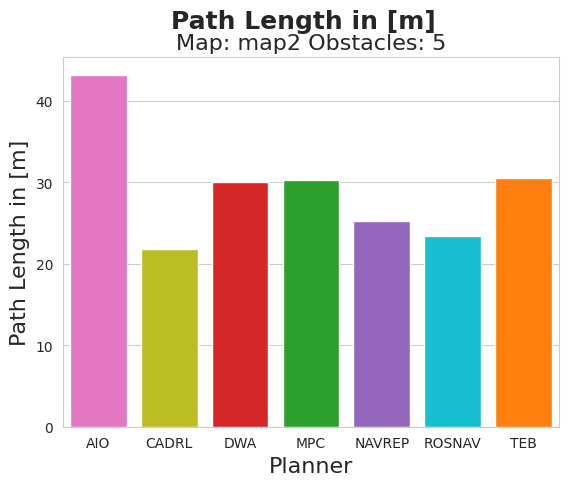 Path Length in [m]
Map: map2 Obstacles: 5
Path Length in [m]
40
30
20
10
0
AIO CADRL DWA MPC NAVREP ROSNAV TEB
Planner